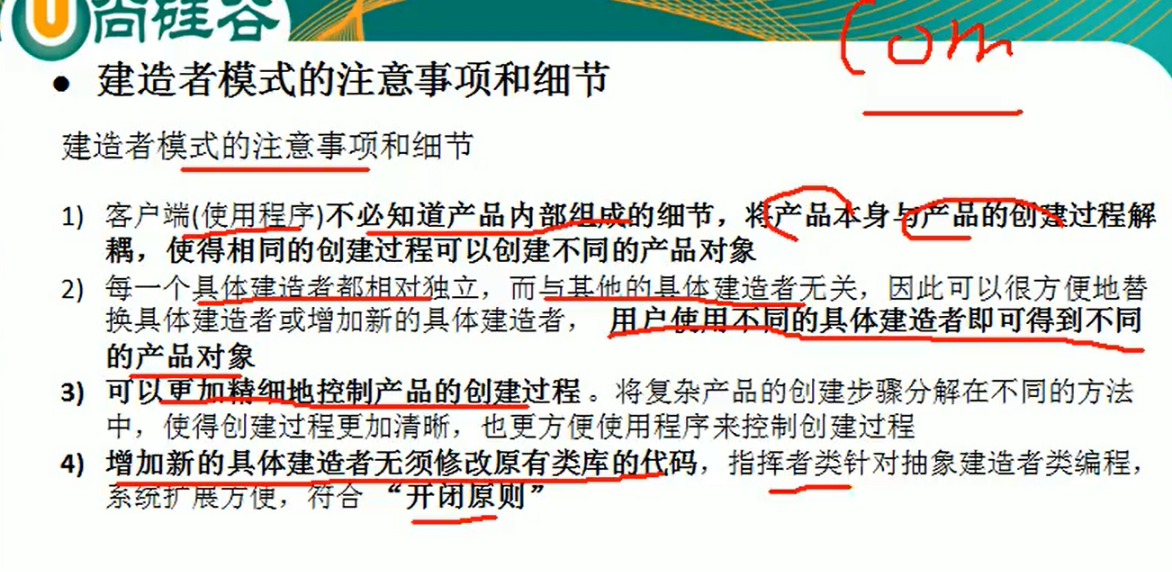 尚硅谷
com
● 建造者模式的注意事项和细节
建造者模式的注意事项和细节
1) 客户端(使用程序)不必知道产品内部组成的细节，将产品本身与产品的创建过程解
耦，使得相同的创建过程可以创建不同的产品对象
2) 每一个具体建造者都相对独立，而与其他的具体建造者无关，因此可以很方便地替
换具体建造者或增加新的具体建造者， 用户使用不同的具体建造者即可得到不同
的产品对象
3) 可以更加精细地控制产品的创建过程 。将复杂产品的创建步骤分解在不同的方法
中，使得创建过程更加清晰，也更方便使用程序来控制创建过程
4) 增加新的具体建造者无须修改原有类库的代码，指挥者类针对抽象建造者类编程，
系统扩展方便，符合 “开闭原则”